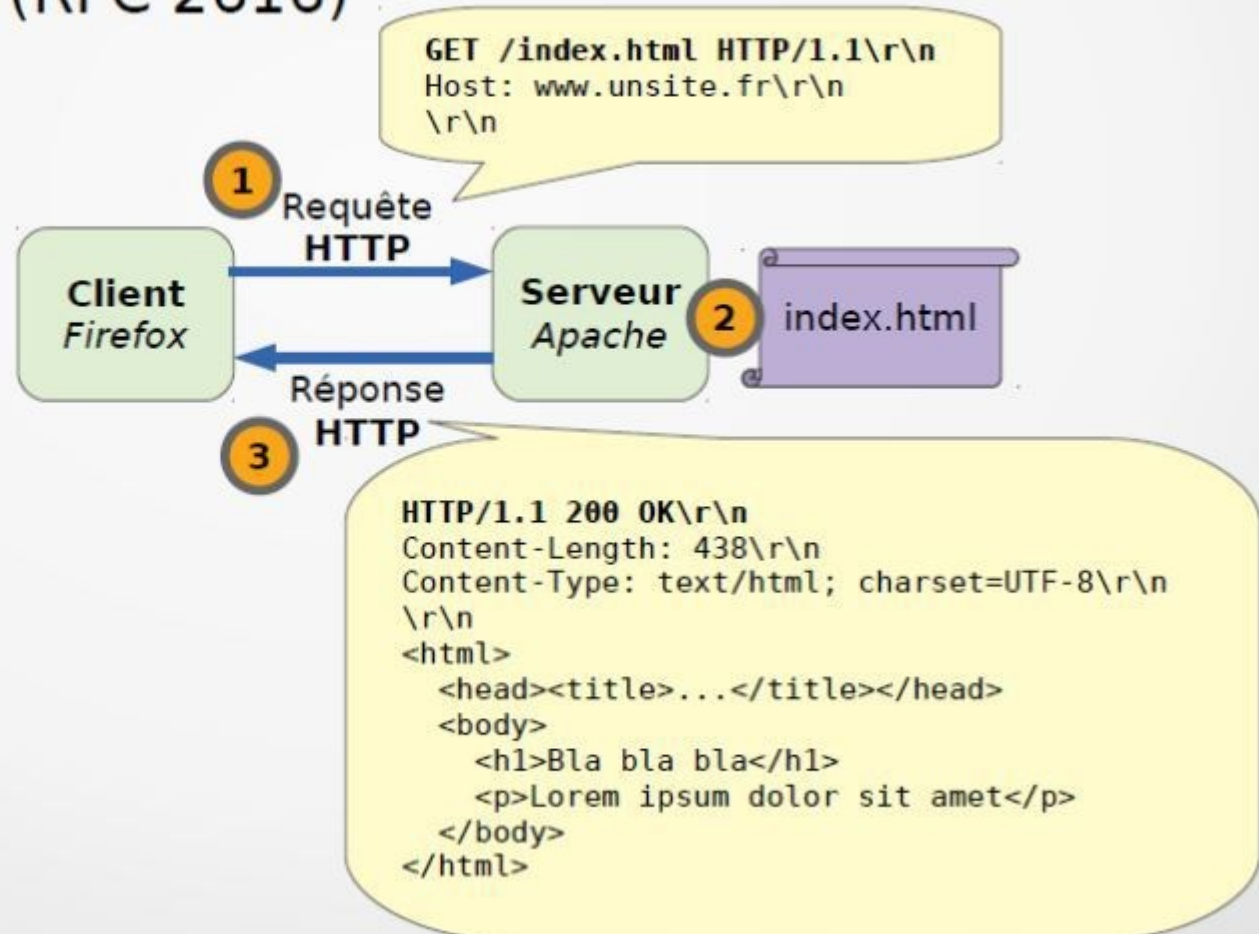 (RFC 2616)
GET /index.html HTTP/1.1\r\n
Host: www.unsite.fr\r\n
\r\n
1
Requête
HTTP
Client
Firefox
Serveur
Apache
2
index.html
Réponse
HTTP
3
HTTP/1.1 200 OK\r\n
Content-Length: 438\r\n
Content-Type: text/html; charset=UTF-8\r\n
\r\n
<html>
  <head><title>...</title></head>
  <body>
    <h1>Bla bla bla</h1>
    <p>Lorem ipsum dolor sit amet</p>
  </body>
</html>